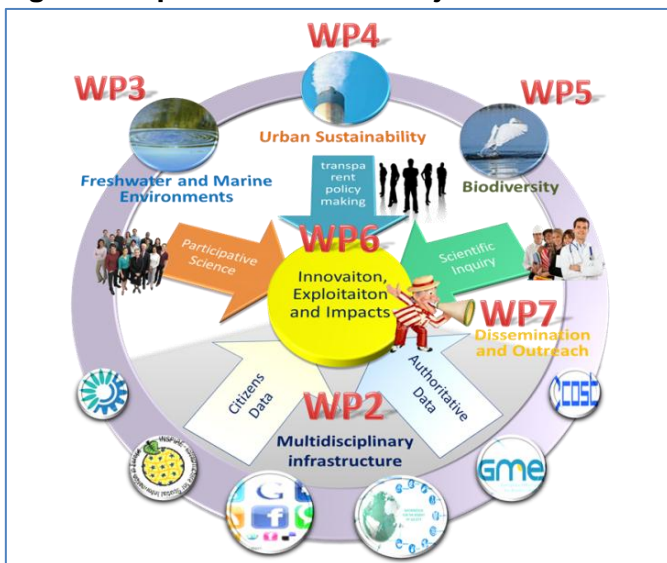 WP4
WP3
WP5
Urban Sustainability
Freshwater and Marine
Environments
Biodiversity
transpa
rent
policy
making
WP6
Participative
Science
Scientific
Inquiry
Innovaiton,
Exploitaiton
and Impacts
WP7
Dissemination
and Outreach
Citizens
Data
Authoritative
Data
WP2
Multidisciplinary
infrastructure
cost
GME
G
f